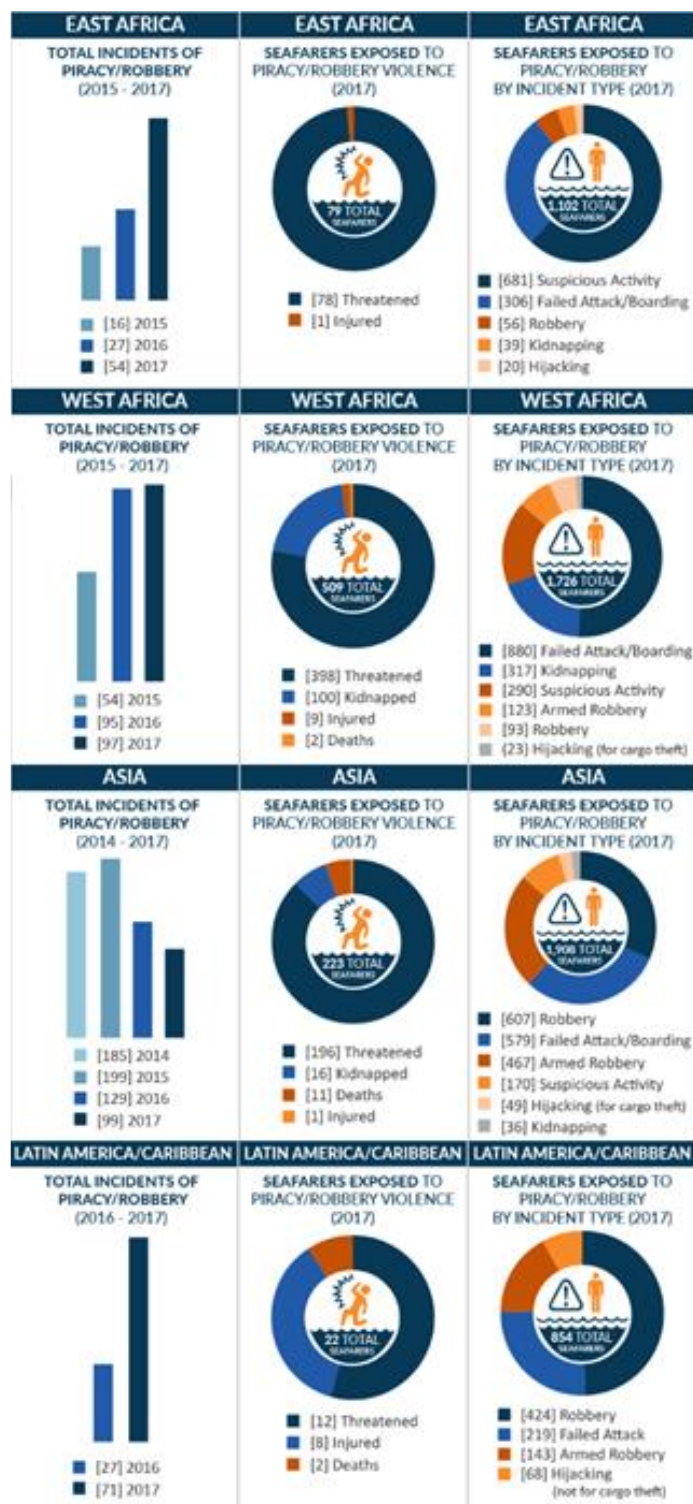 EAST AFRICA
TOTAL INCIDENTS OF
PIRACY/ROBBERY
(2015 - 2017)
[16] 2015
[27] 2016
[54] 2017
EAST AFRICA
SEAFARERS EXPOSED TO
PIRACY/ROBBERY VIOLENCE
(2017)
79 TOTAL
SEAFARERS
[78] Threatened
[1] Injured
EAST AFRICA
SEAFARERS EXPOSED TO
PIRACY/ROBBERY
BY INCIDENT TYPE (2017)
1,102 TOTAL
SEAFARERS
[681] Suspicious Activity
[306] Failed Attack/Boarding
[56] Robbery
[39] Kidnapping
[20] Hijacking
WEST AFRICA
TOTAL INCIDENTS OF
PIRACY/ROBBERY
(2015 - 2017)
[54] 2015
[95] 2016
[97] 2017
WEST AFRICA
SEAFARERS EXPOSED TO
PIRACY/ROBBERY VIOLENCE
(2017)
509 TOTAL
SEAFARERS
[398] Threatened
[100] Kidnapped
[9] Injured
[2] Deaths
WEST AFRICA
SEAFARERS EXPOSED TO
PIRACY/ROBBERY
BY INCIDENT TYPE (2017)
1,726 TOTAL
SEAFARERS
[880] Failed Attack/Boarding
[317] Kidnapping
[290] Suspicious Activity
[123] Armed Robbery
[93] Robbery
(23) Hijacking (for cargo theft)
ASIA
TOTAL INCIDENTS OF
PIRACY/ROBBERY
(2014 - 2017)
[185] 2014
[199] 2015
[129] 2016
[99] 2017
ASIA
SEAFARERS EXPOSED TO
PIRACY/ROBBERY VIOLENCE
(2017)
223 TOTAL
SEAFARERS
[196] Threatened
[16] Kidnapped
[11] Deaths
[1] Injured
ASIA
SEAFARERS EXPOSED TO
PIRACY/ROBBERY
BY INCIDENT TYPE (2017)
1,908 TOTAL
SEAFARERS
[607] Robbery
[579] Failed Attack/Boarding
[467] Armed Robbery
[170] Suspicious Activity
[49] Hijacking (for cargo theft)
[36] Kidnapping
LATIN AMERICA/CARIBBEAN
TOTAL INCIDENTS OF
PIRACY/ROBBERY
(2016 - 2017)
[27] 2016
[71] 2017
LATIN AMERICA/CARIBBEAN
SEAFARERS EXPOSED TO
PIRACY/ROBBERY VIOLENCE
(2017)
22 TOTAL
SEAFARERS
[12] Threatened
[8] Injured
[2] Deaths
LATIN AMERICA/CARIBBEAN
SEAFARERS EXPOSED TO
PIRACY/ROBBERY
BY INCIDENT TYPE (2017)
854 TOTAL
SEAFARERS
[424] Robbery
[219] Failed Attack
[143] Armed Robbery
[68] Hijacking
(not for cargo theft)